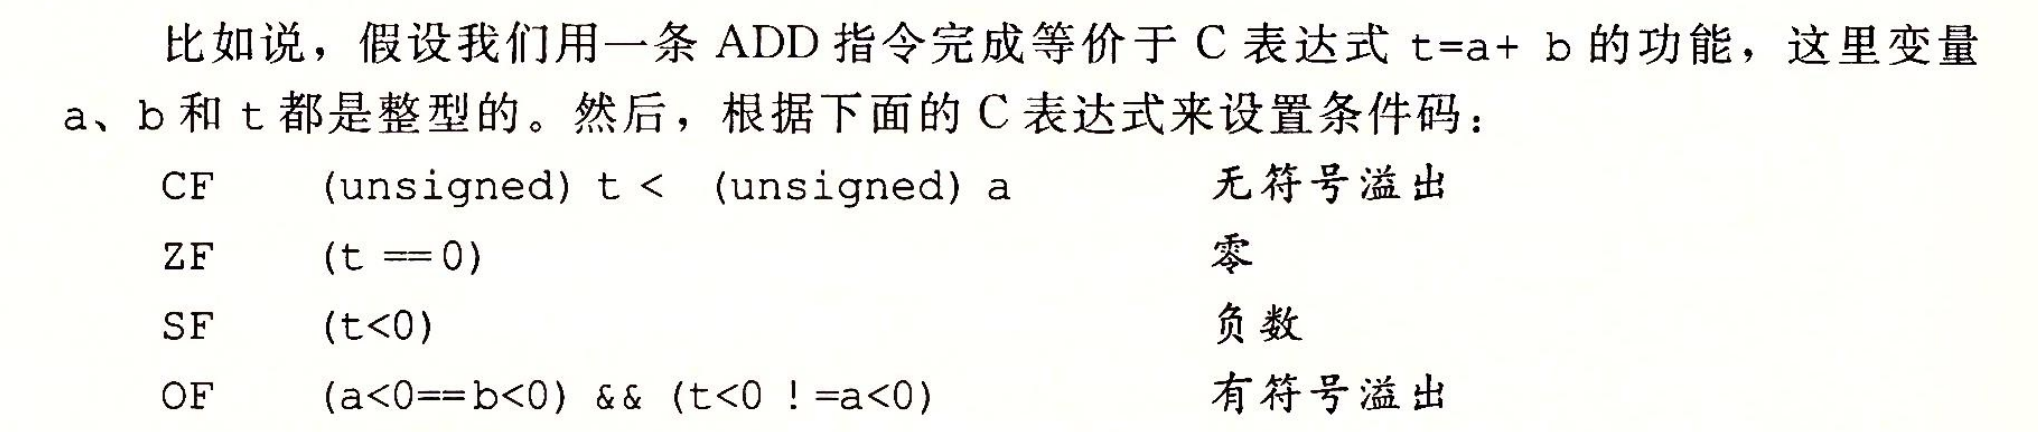 比如说，假设我们用一条 ADD 指令完成等价于 C 表达式 t=a+ b 的功能，这里变量
a、b 和 t 都是整型的。然后，根据下面的 C 表达式来设置条件码：
CF (unsigned) t < (unsigned) a 无符号溢出
ZF (t == 0) 零
SF (t<0) 负数
OF (a<0==b<0) && (t<0 !=a<0) 有符号溢出